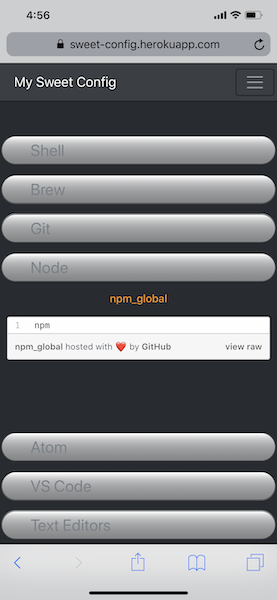 4:56
sweet-config.herokuapp.com
My Sweet Config
Shell
Brew
Git
Node
npm_global
1 npm
npm_global hosted with ❤️ by GitHub view raw
Atom
VS Code
Text Editors